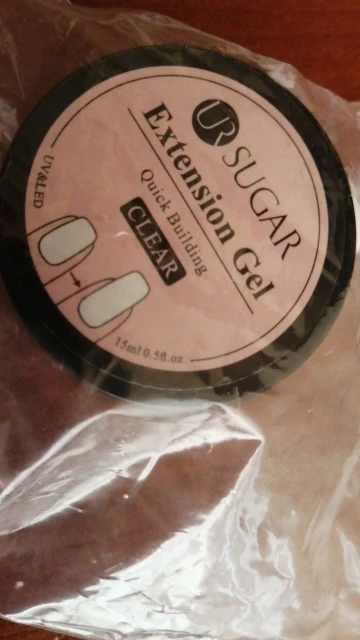 UR SUGAR
Extension Gel
Quick Building
CLEAR
UV&LED
15ml 0.5fl.oz